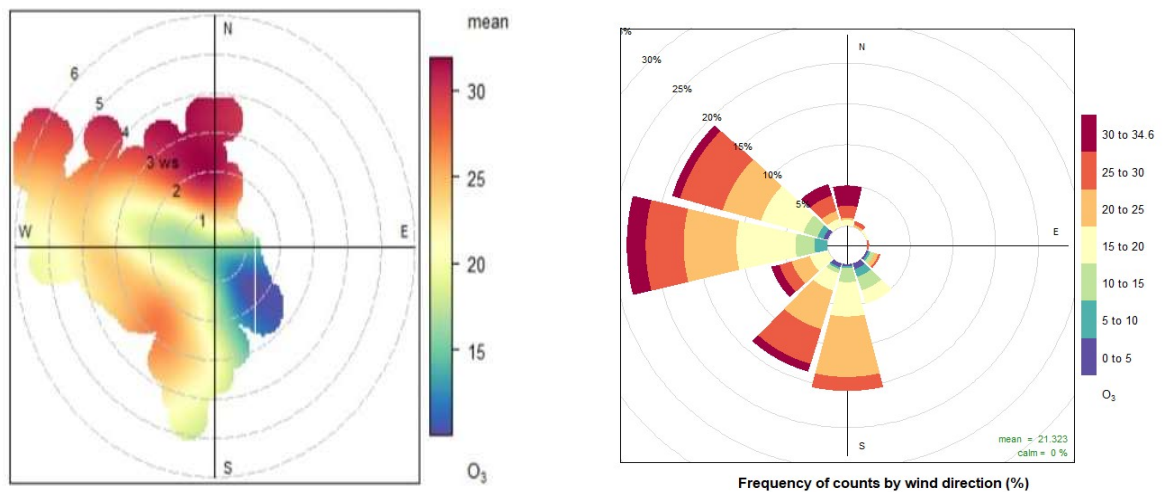 mean
N
6
5
4
3 ws
2
1
W
E
S
30
25
20
15
O₃
30%
25%
20%
15%
10%
5%
N
E
S
30 to 34.6
25 to 30
20 to 25
15 to 20
10 to 15
5 to 10
0 to 5
O₃
mean = 21.323
calm = 0 %
Frequency of counts by wind direction (%)